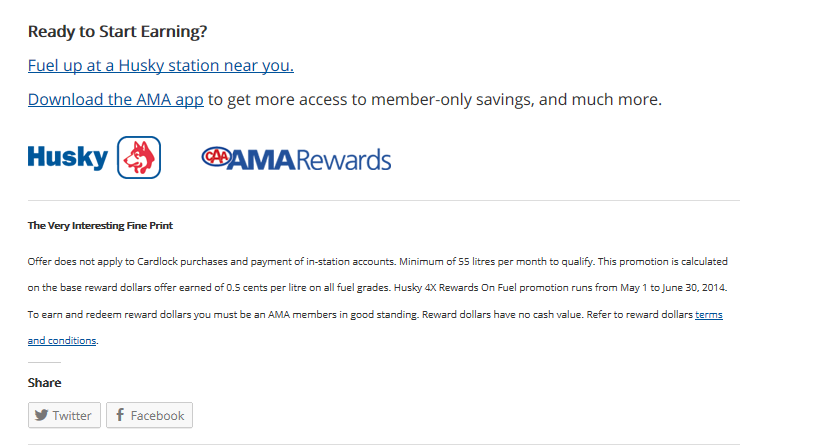 Ready to Start Earning?
Fuel up at a Husky station near you.
Download the AMA app to get more access to member-only savings, and much more.
Husky CAA AMA Rewards
The Very Interesting Fine Print
Offer does not apply to Cardlock purchases and payment of in-station accounts. Minimum of 55 litres per month to qualify. This promotion is calculated
on the base reward dollars offer earned of 0.5 cents per litre on all fuel grades. Husky 4X Rewards On Fuel promotion runs from May 1 to June 30, 2014.
To earn and redeem reward dollars you must be an AMA members in good standing. Reward dollars have no cash value. Refer to reward dollars terms
and conditions.
Share
Twitter Facebook